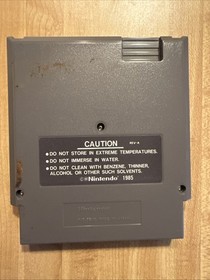 CAUTION REV-A
●DO NOT STORE IN EXTREME TEMPERATURES.
●DO NOT IMMERSE IN WATER.
●DO NOT CLEAN WITH BENZENE, THINNER,
ALCOHOL OR OTHER SUCH SOLVENTS.
©®Nintendo 1985